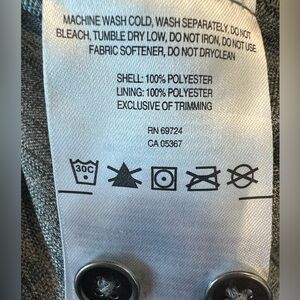 MACHINE WASH COLD, WASH SEPARATELY, DO NOT
BLEACH, TUMBLE DRY LOW, DO NOT IRON, DO NOT USE
FABRIC SOFTENER, DO NOT DRYCLEAN
SHELL: 100% POLYESTER
LINING: 100% POLYESTER
EXCLUSIVE OF TRIMMING
RN 69724
CA 05367
30C